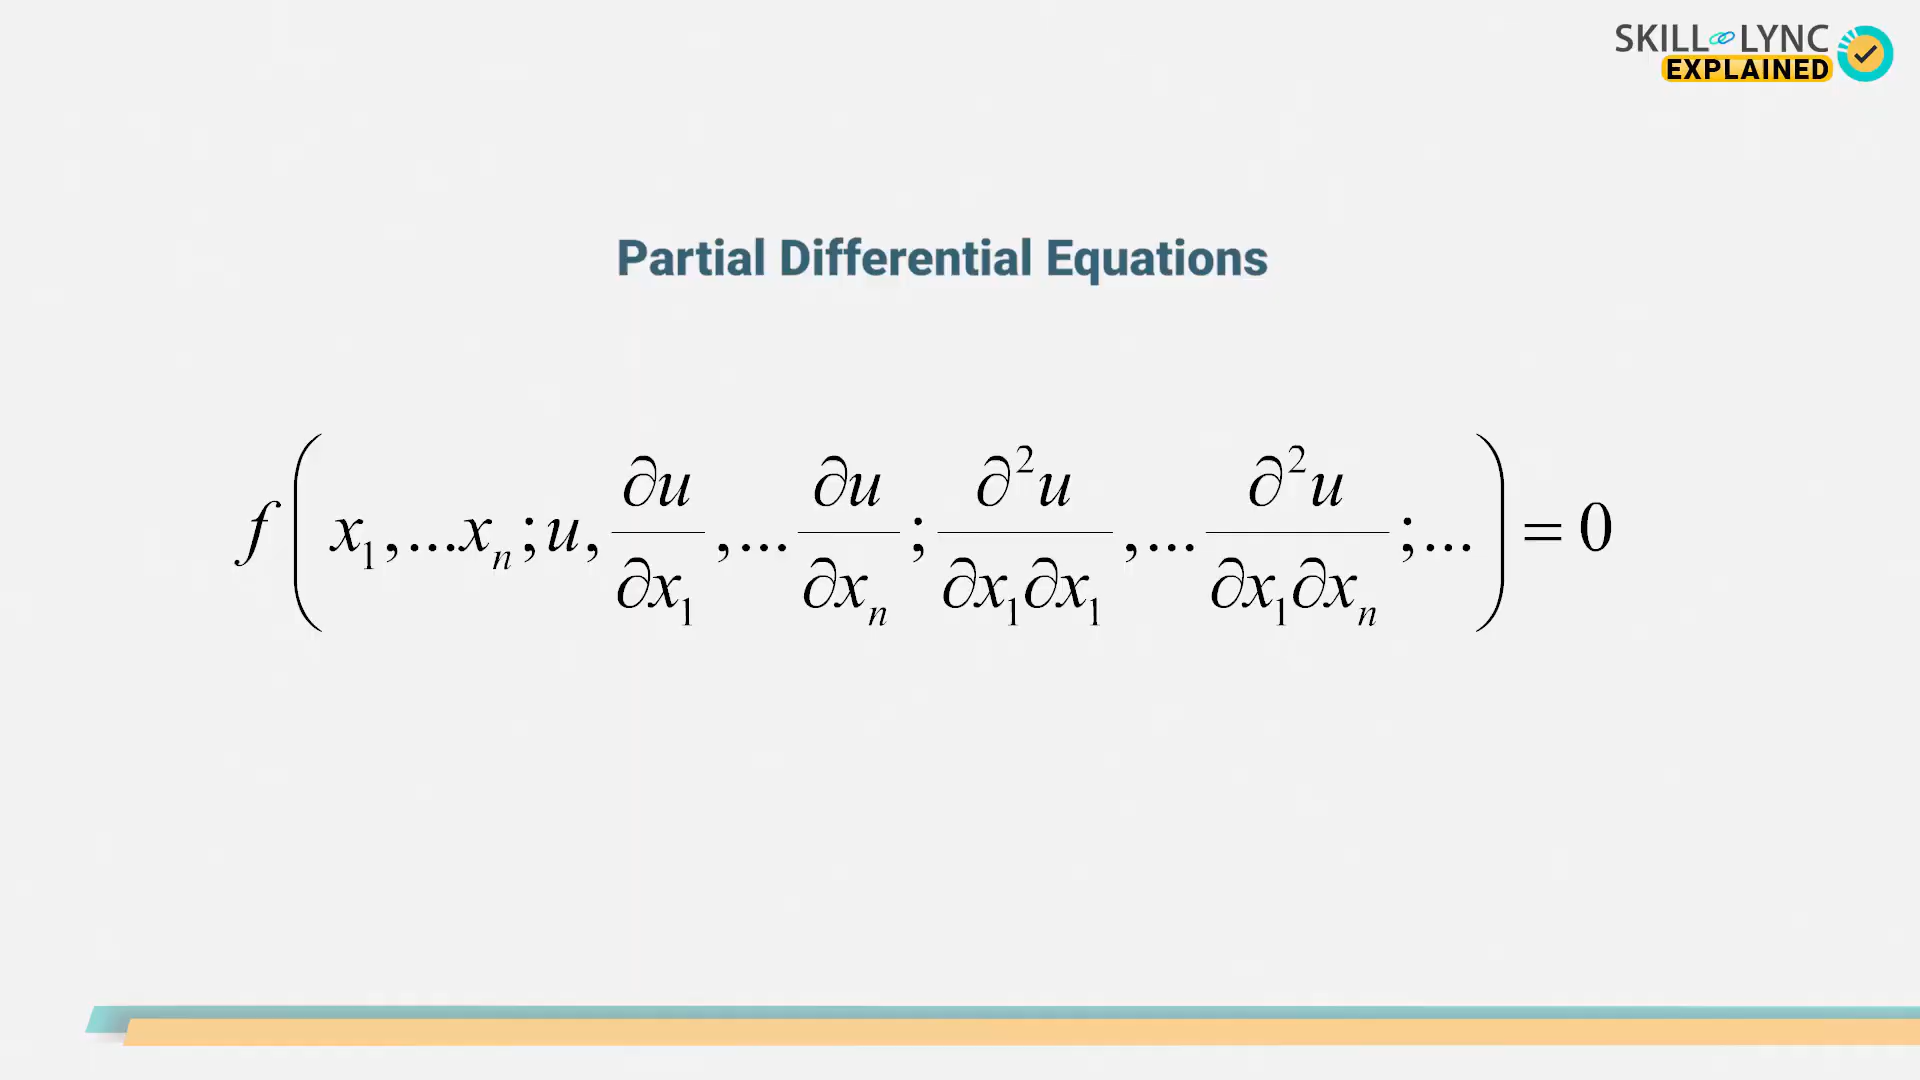 SKILL LYNC
EXPLAINED
Partial Differential Equations
f(x₁,...xₙ;u,∂u/∂x₁,...∂u/∂xₙ;∂²u/∂x₁∂x₁,...∂²u/∂x₁∂xₙ;...)=0